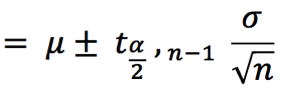 = μ ± t_{α/2},_{n−1} σ/√n